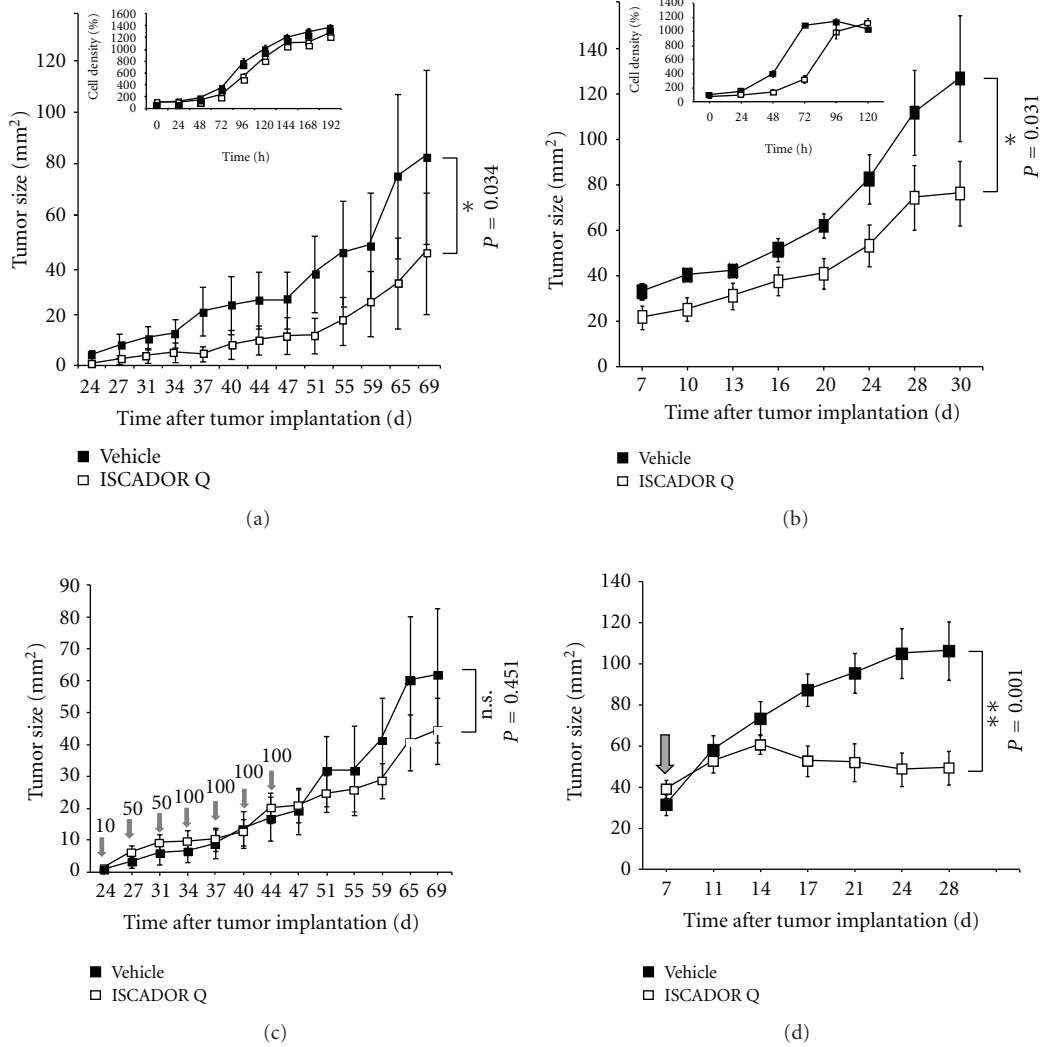 1600
1400
1200
1000
800
600
400
200
0
Cell density (%)
0 24 48 72 96 120 144 168 192
Time (h)
120
100
80
60
40
20
0
Tumor size (mm²)
24 27 31 34 37 40 44 47 51 55 59 65 69
Time after tumor implantation (d)
*
P = 0.034
Vehicle
ISCADOR Q
(a)
1400
1200
1000
800
600
400
200
0
Cell density (%)
0 24 48 72 96 120
Time (h)
140
120
100
80
60
40
20
0
Tumor size (mm²)
7 10 13 16 20 24 28 30
Time after tumor implantation (d)
*
P = 0.031
Vehicle
ISCADOR Q
(b)
90
80
70
60
50
40
30
20
10
0
Tumor size (mm²)
10 50 50 100 100 100 100
24 27 31 34 37 40 44 47 51 55 59 65 69
Time after tumor implantation (d)
n.s.
P = 0.451
Vehicle
ISCADOR Q
(c)
140
120
100
80
60
40
20
0
Tumor size (mm²)
7 11 14 17 21 24 28
Time after tumor implantation (d)
**
P = 0.001
Vehicle
ISCADOR Q
(d)